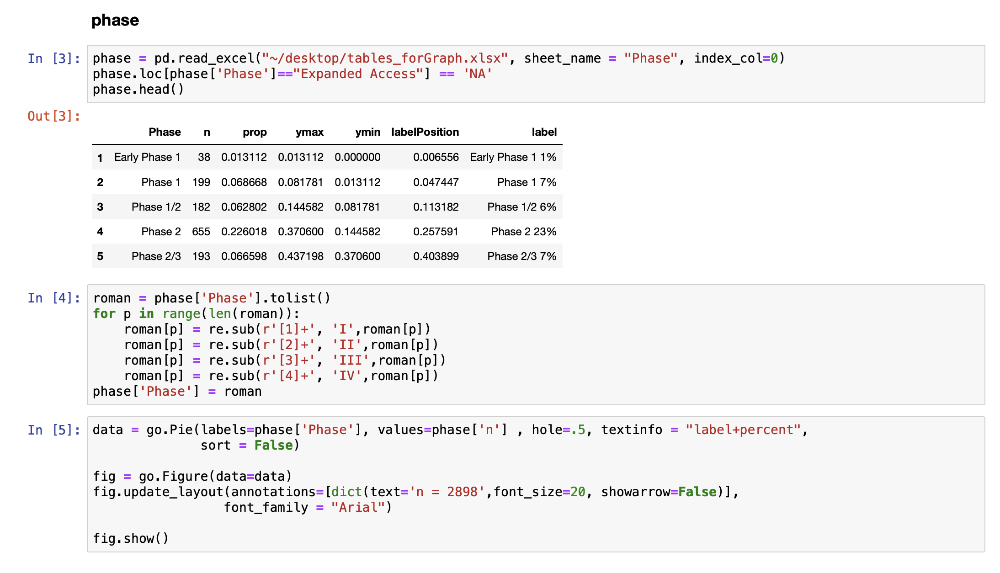 phase
In [3]:
phase = pd.read_excel("~/desktop/tables_forGraph.xlsx", sheet_name = "Phase", index_col=0)
phase.loc[phase['Phase']=="Expanded Access"] == 'NA'
phase.head()
Out[3]:
Phase n prop ymax ymin labelPosition label
1 Early Phase 1 38 0.013112 0.013112 0.000000 0.006556 Early Phase 1 1%
2 Phase 1 199 0.068668 0.081781 0.013112 0.047447 Phase 1 7%
3 Phase 1/2 182 0.062802 0.144582 0.081781 0.113182 Phase 1/2 6%
4 Phase 2 655 0.226018 0.370600 0.144582 0.257591 Phase 2 23%
5 Phase 2/3 193 0.066598 0.437198 0.370600 0.403899 Phase 2/3 7%
In [4]:
roman = phase['Phase'].tolist()
for p in range(len(roman)):
    roman[p] = re.sub(r'[1]+', 'I',roman[p])
    roman[p] = re.sub(r'[2]+', 'II',roman[p])
    roman[p] = re.sub(r'[3]+', 'III',roman[p])
    roman[p] = re.sub(r'[4]+', 'IV',roman[p])
phase['Phase'] = roman
In [5]:
data = go.Pie(labels=phase['Phase'], values=phase['n'] , hole=.5, textinfo = "label+percent",
              sort = False)
fig = go.Figure(data=data)
fig.update_layout(annotations=[dict(text='n = 2898',font_size=20, showarrow=False)],
                 font_family = "Arial")
fig.show()